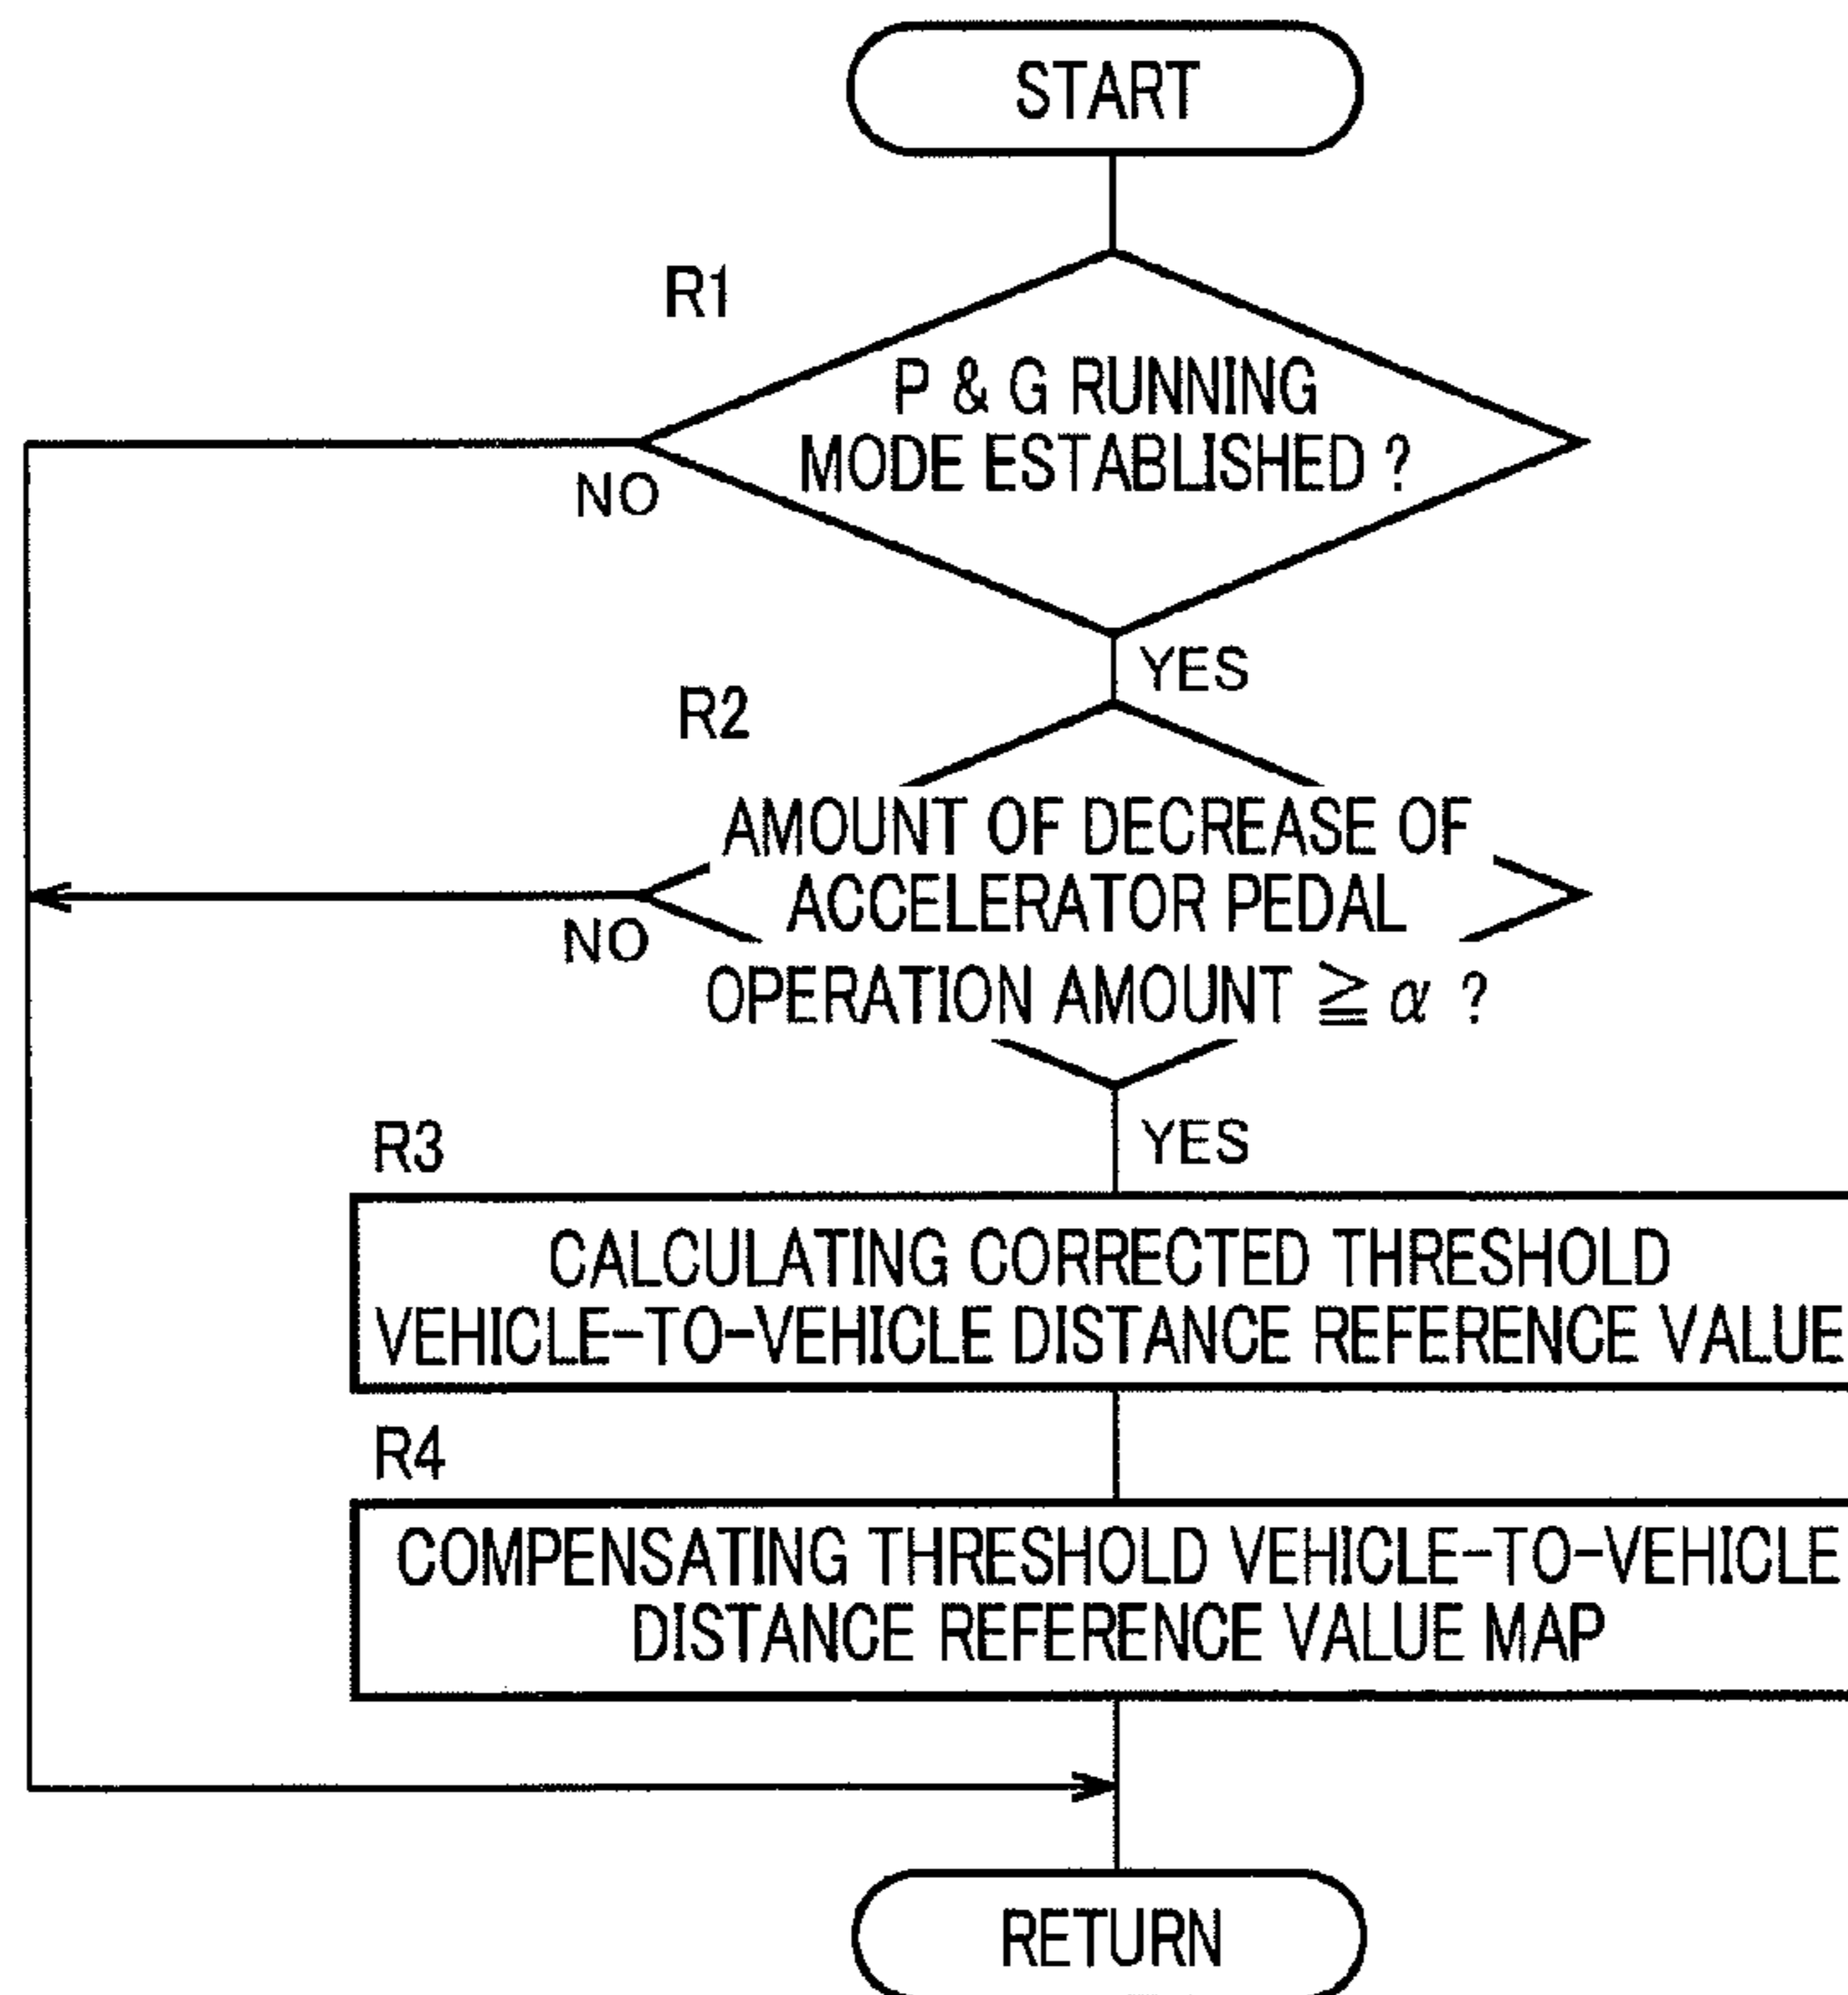 START
R1
P & G RUNNING
MODE ESTABLISHED ?
NO
YES
R2
AMOUNT OF DECREASE OF
ACCELERATOR PEDAL
OPERATION AMOUNT ≧ α ?
NO
YES
R3
CALCULATING CORRECTED THRESHOLD
VEHICLE-TO-VEHICLE DISTANCE REFERENCE VALUE
R4
COMPENSATING THRESHOLD VEHICLE-TO-VEHICLE
DISTANCE REFERENCE VALUE MAP
RETURN